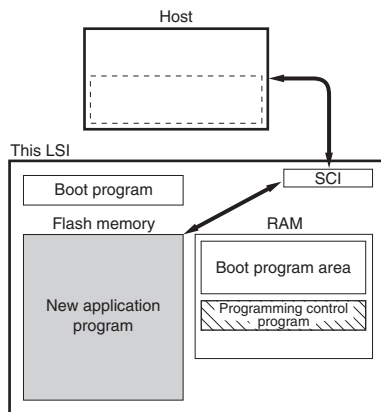 Host
This LSI
SCI
Boot program
Flash memory
RAM
Boot program area
New application
program
Programming control
program